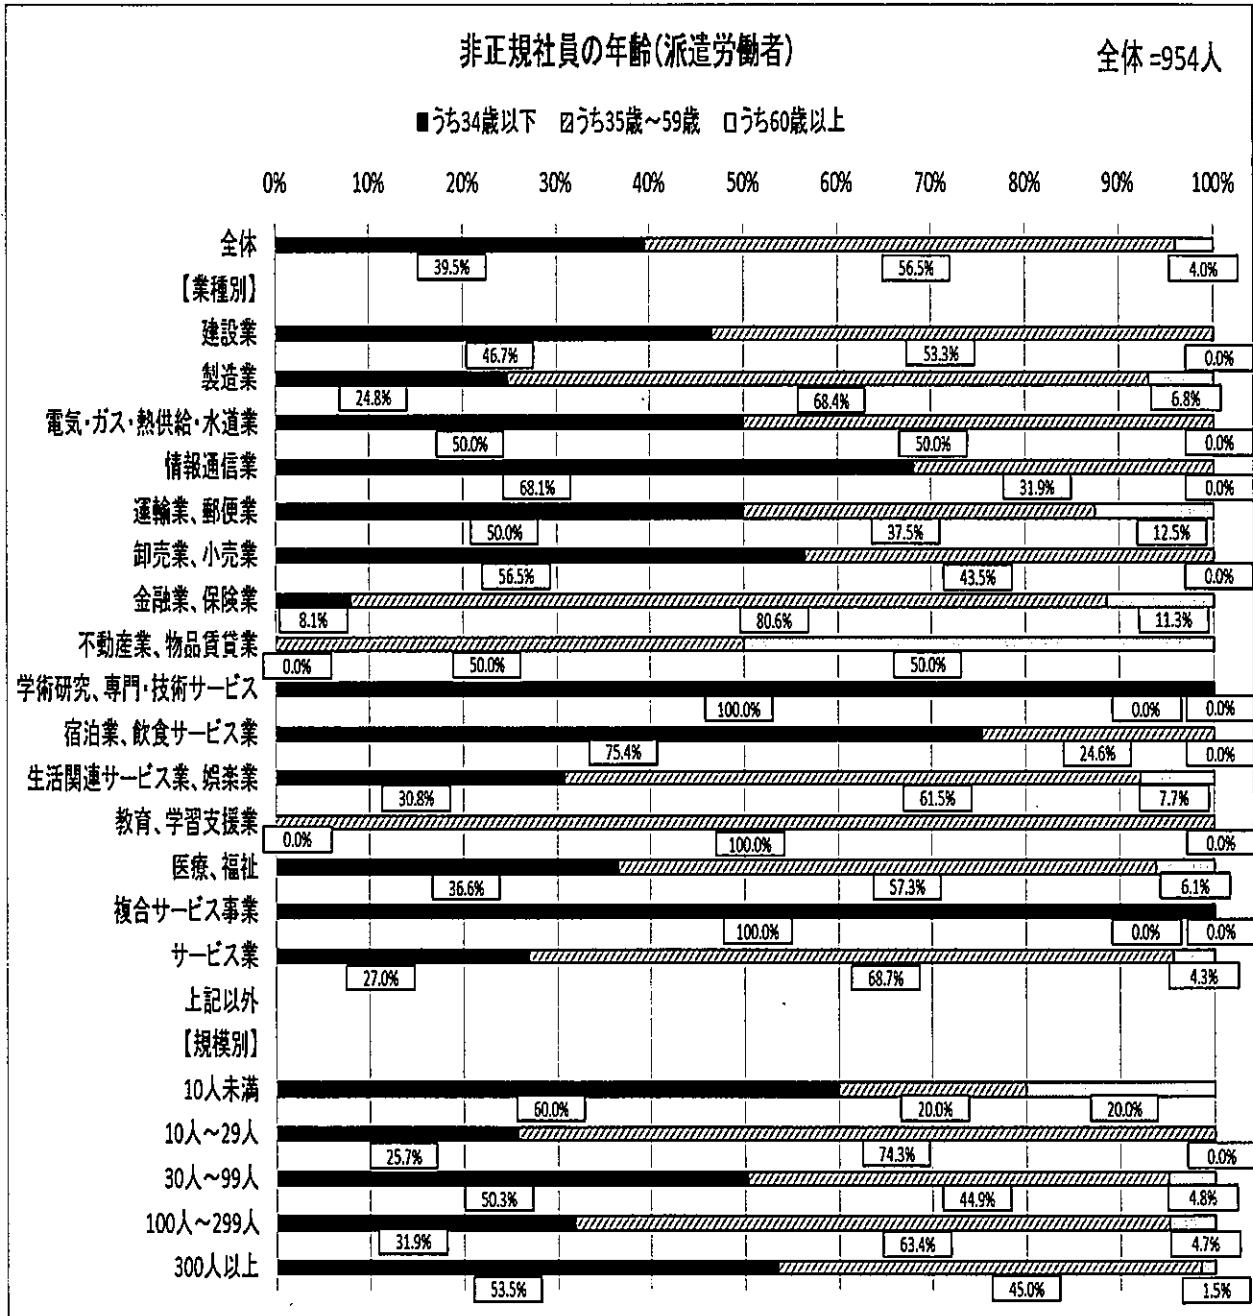 非正規社員の年齢(派遣労働者)
全体=954人
■うち34歳以下 うち35歳～59歳 □うち60歳以上
0% 10% 20% 30% 40% 50% 60% 70% 80% 90% 100%
全体
39.5% 56.5% 4.0%
【業種別】
建設業
46.7% 53.3% 0.0%
製造業
24.8% 68.4% 6.8%
電気・ガス・熱供給・水道業
50.0% 50.0% 0.0%
情報通信業
68.1% 31.9% 0.0%
運輸業、郵便業
50.0% 37.5% 12.5%
卸売業、小売業
56.5% 43.5% 0.0%
金融業、保険業
8.1% 80.6% 11.3%
不動産業、物品賃貸業
0.0% 50.0% 50.0%
学術研究、専門・技術サービス
100.0% 0.0% 0.0%
宿泊業、飲食サービス業
75.4% 24.6% 0.0%
生活関連サービス業、娯楽業
30.8% 61.5% 7.7%
教育、学習支援業
0.0% 100.0% 0.0%
医療、福祉
36.6% 57.3% 6.1%
複合サービス事業
100.0% 0.0% 0.0%
サービス業
27.0% 68.7% 4.3%
上記以外
【規模別】
10人未満
60.0% 20.0% 20.0%
10人～29人
25.7% 74.3% 0.0%
30人～99人
50.3% 44.9% 4.8%
100人～299人
31.9% 63.4% 4.7%
300人以上
53.5% 45.0% 1.5%